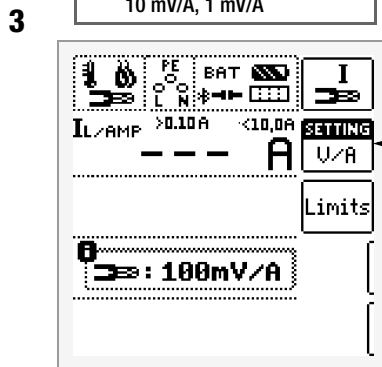 10 mV/A, 1 mV/A
3
PE
L N
BAT
I
IL/AMP >0.10A <10,0A
SETTING
--- A
V/A
Limits
: 100mV/A